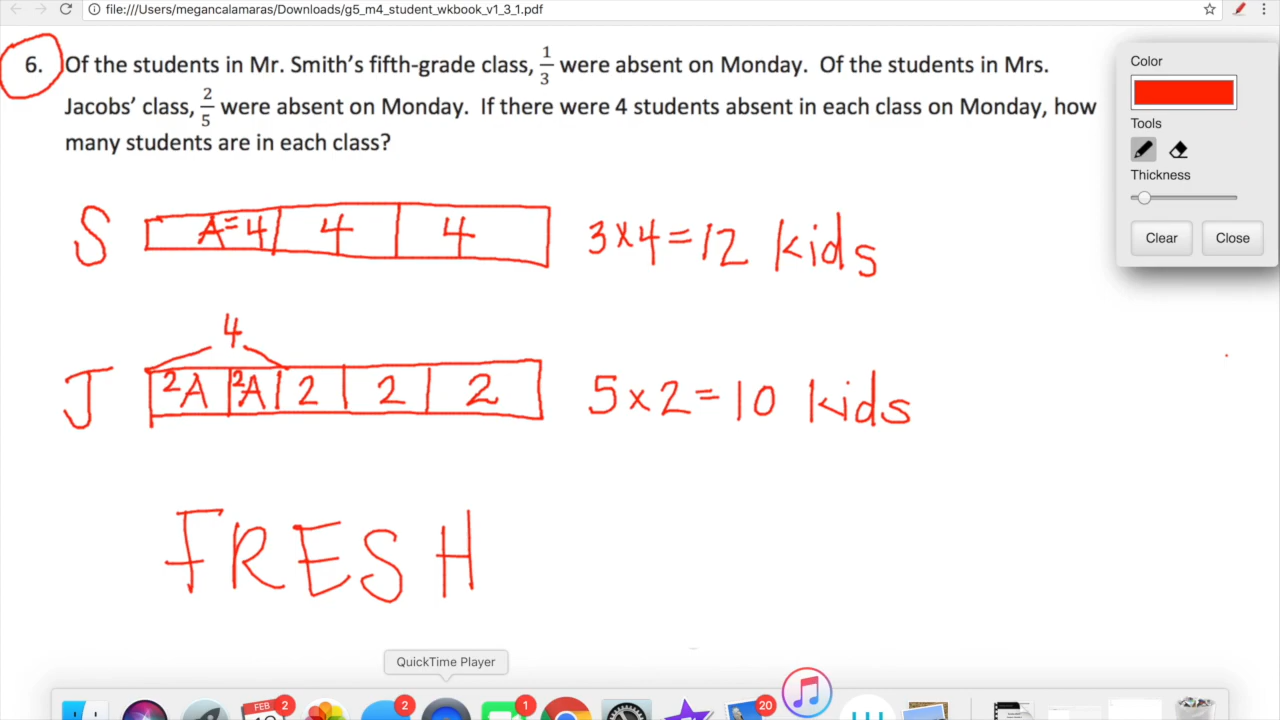 file:///Users/megancalamaras/Downloads/g5_m4_student_wkbook_v1_3_1.pdf
6. Of the students in Mr. Smith's fifth-grade class, 1/3 were absent on Monday. Of the students in Mrs.
Jacobs' class, 2/5 were absent on Monday. If there were 4 students absent in each class on Monday, how
many students are in each class?
Color
Tools
Thickness
Clear Close
S A=4 4 4 3x4=12 kids
4
J 2A 2A 2 2 2 5x2=10 kids
FRESH
QuickTime Player
FEB 2 2 1 20